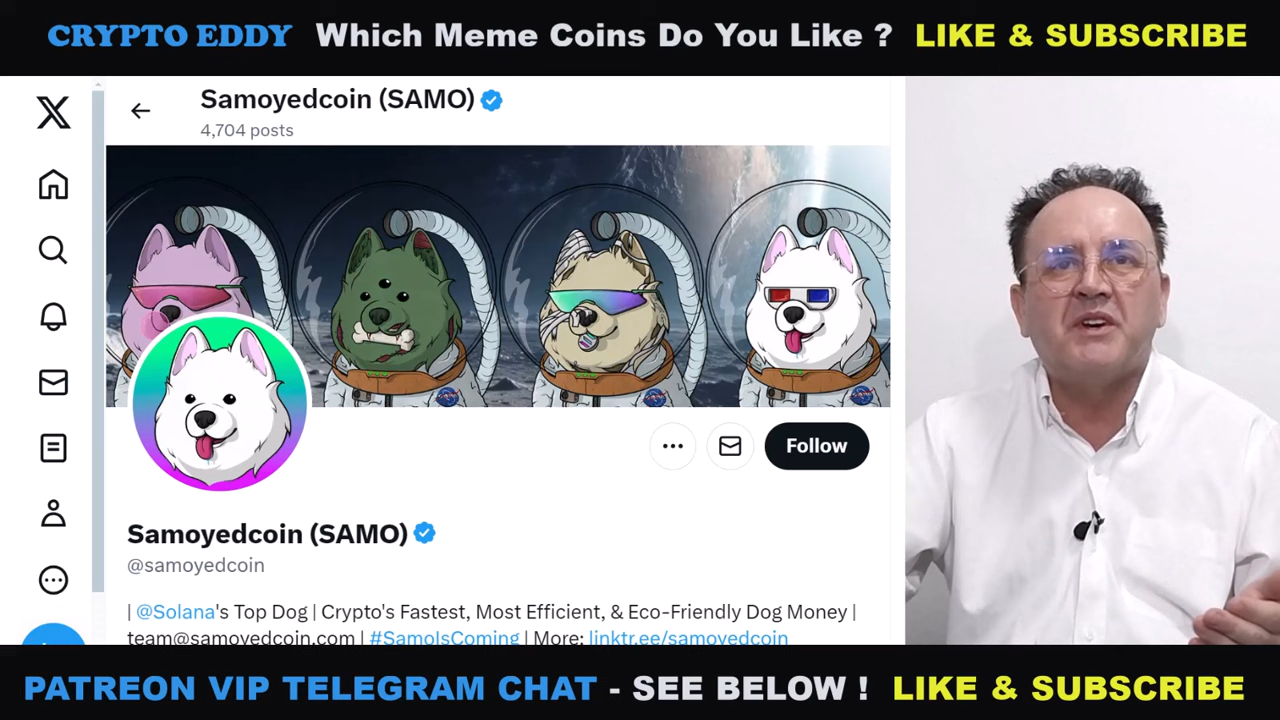 CRYPTO EDDY Which Meme Coins Do You Like ? LIKE & SUBSCRIBE
Samoyedcoin (SAMO)
4,704 posts
Follow
Samoyedcoin (SAMO)
@samoyedcoin
| @Solana's Top Dog | Crypto's Fastest, Most Efficient, & Eco-Friendly Dog Money |
team@samoyedcoin.com | #SamoIsComing | More: linktr.ee/samoyedcoin
PATREON VIP TELEGRAM CHAT - SEE BELOW ! LIKE & SUBSCRIBE